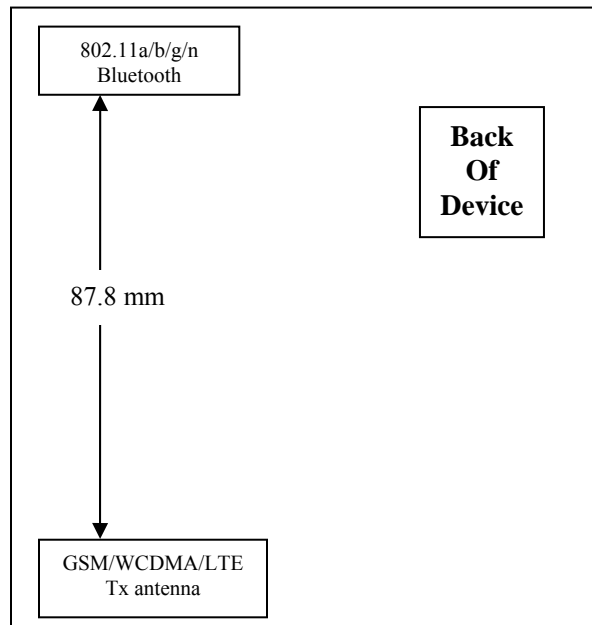 802.11a/b/g/n
Bluetooth
Back
Of
Device
87.8 mm
GSM/WCDMA/LTE
Tx antenna